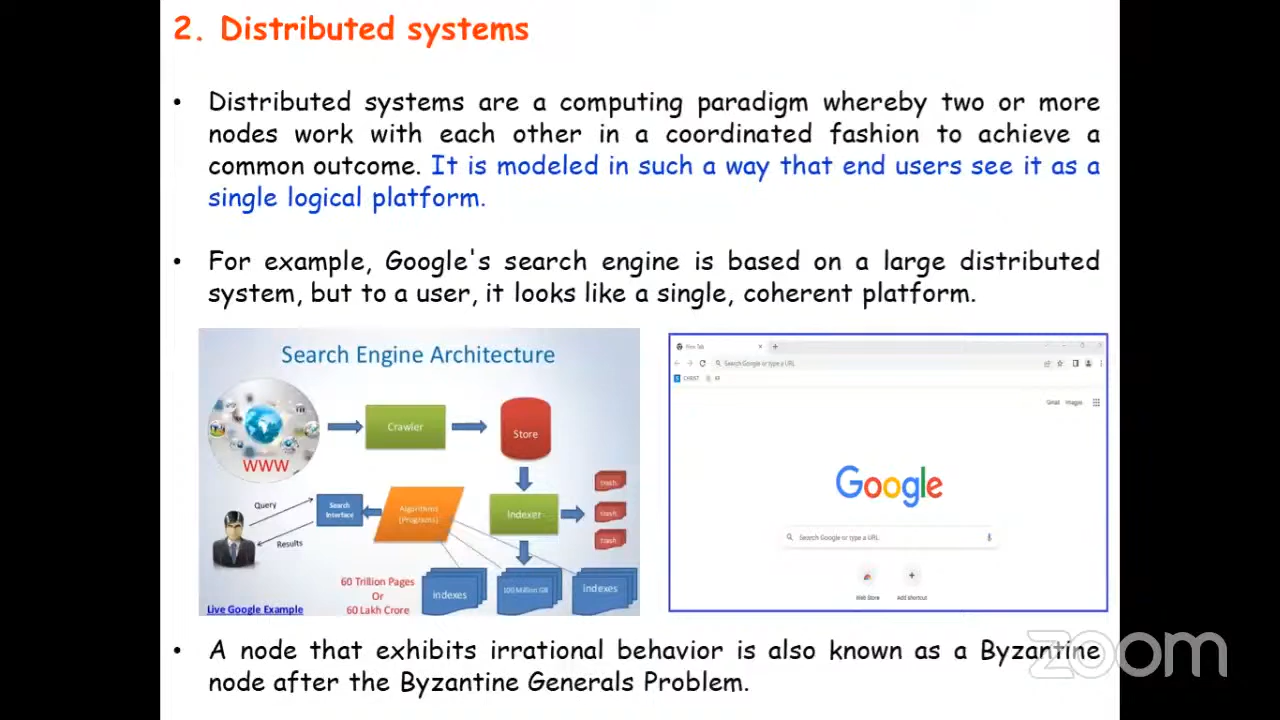 2. Distributed systems
• Distributed systems are a computing paradigm whereby two or more
nodes work with each other in a coordinated fashion to achieve a
common outcome. It is modeled in such a way that end users see it as a
single logical platform.
• For example, Google's search engine is based on a large distributed
system, but to a user, it looks like a single, coherent platform.
Search Engine Architecture
WWW
Crawler
Store
Query
Results
Search
Interface
Algorithms
(Programs)
Indexer
trash
trash
trash
60 Trillion Pages
Or
60 Lakh Crore
Indexes
100 Million GB
Indexes
Live Google Example
Search Google or type a URL
CHRIST
Gmail Images
Google
Search Google or type a URL
Web Store
Add shortcut
• A node that exhibits irrational behavior is also known as a Byzantine
node after the Byzantine Generals Problem.
zoom